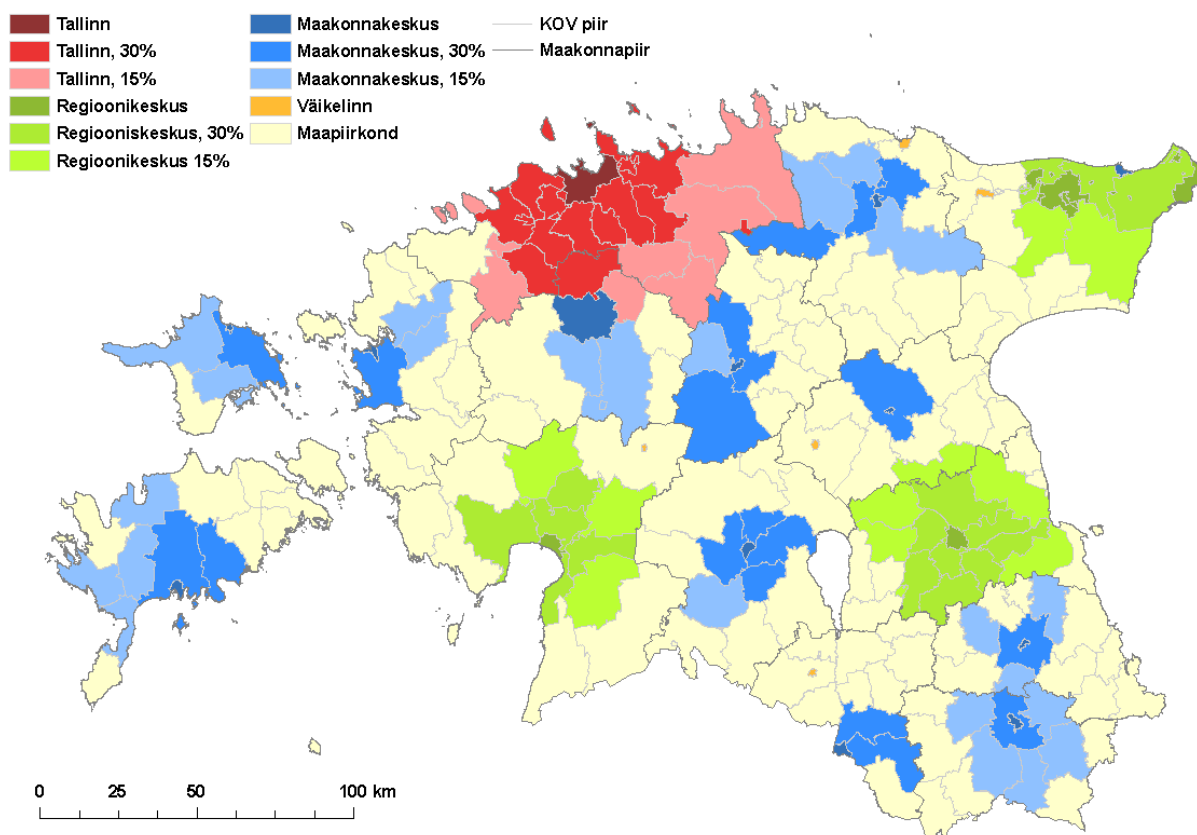 Tallinn
Tallinn, 30%
Tallinn, 15%
Regioonikeskus
Regiooniskeskus, 30%
Regioonikeskus 15%
Maakonnakeskus
Maakonnakeskus, 30%
Maakonnakeskus, 15%
Väikelinn
Maapiirkond
KOV piir
Maakonnapiir
0 25 50 100 km